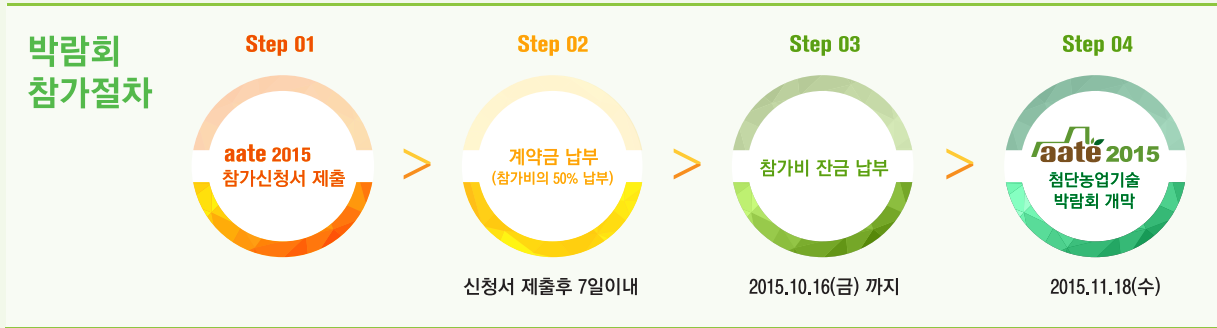 박람회
참가절차
Step 01
aate 2015
참가신청서 제출
>
Step 02
계약금 납부
(참가비의 50% 납부)
신청서 제출후 7일이내
>
Step 03
참가비 잔금 납부
2015.10.16(금) 까지
>
Step 04
aate 2015
첨단농업기술
박람회 개막
2015.11.18(수)